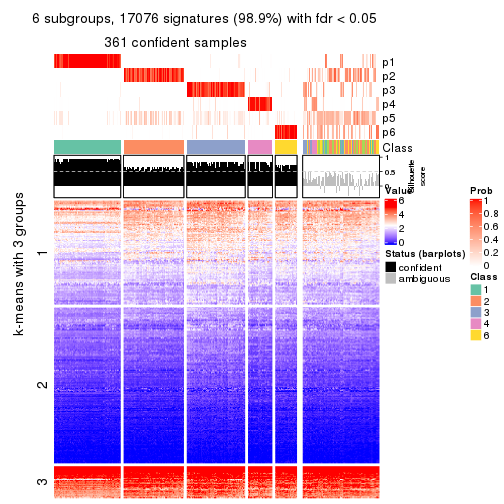 6 subgroups, 17076 signatures (98.9%) with fdr < 0.05
361 confident samples
p1
p2
p3
p4
p5
p6
Class
1
0.5
0
Silhouette
score
k-means with 3 groups
1
2
3
Value
6
4
2
0
Status (barplots)
confident
ambiguous
Prob
1
0.8
0.6
0.4
0.2
0
Class
1
2
3
4
6